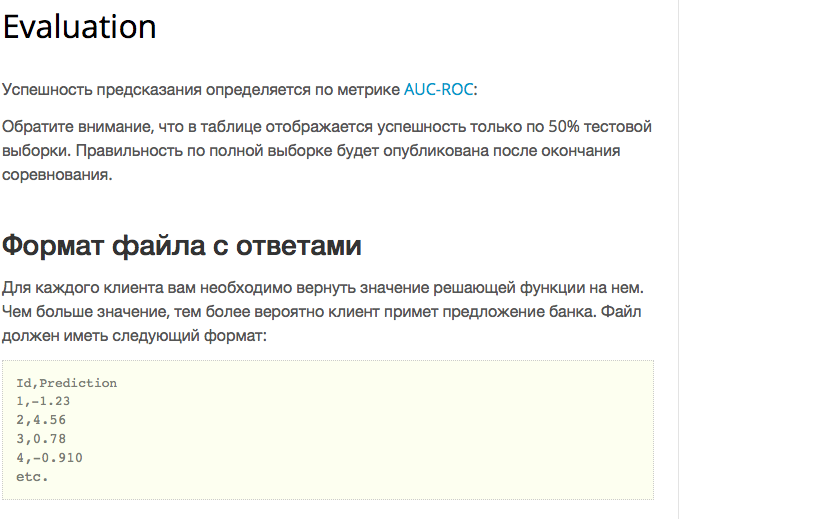 Evaluation
Успешность предсказания определяется по метрике AUC-ROC:
Обратите внимание, что в таблице отображается успешность только по 50% тестовой
выборки. Правильность по полной выборке будет опубликована после окончания
соревнования.
Формат файла с ответами
Для каждого клиента вам необходимо вернуть значение решающей функции на нем.
Чем больше значение, тем более вероятно клиент примет предложение банка. Файл
должен иметь следующий формат:
Id,Prediction
1,-1.23
2,4.56
3,0.78
4,-0.910
etc.